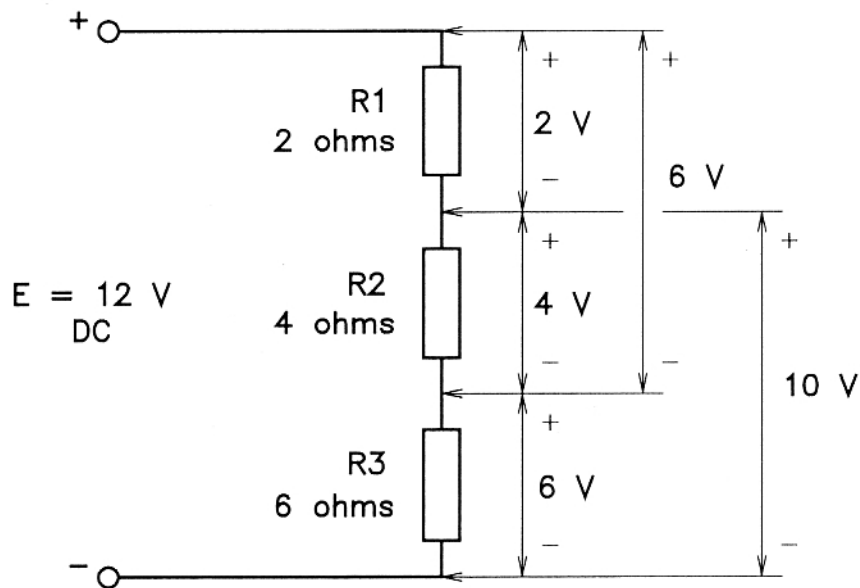 +
R1
2 ohms
+
2 V
−
+
6 V
−
E = 12 V
DC
R2
4 ohms
+
4 V
−
+
10 V
−
R3
6 ohms
+
6 V
−
−